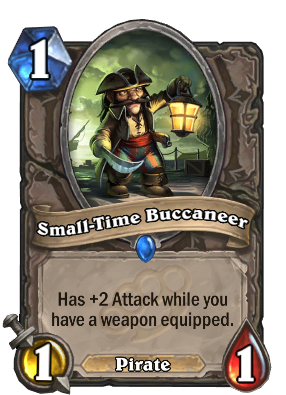 1
Small-Time Buccaneer
Has +2 Attack while you
have a weapon equipped.
1
Pirate
1